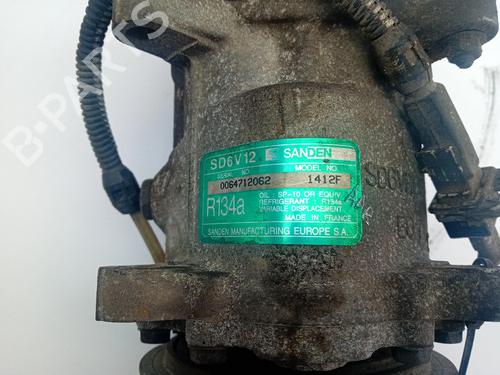 B-PARTS
SD6V12 SANDEN
SERIAL NO MODEL NO.
0064712062 1412F
R134a
OIL : SP-10 OR EQUIV.
REFRIGERANT : R134a
VARIABLE DISPLACEMENT
MADE IN FRANCE
SANDEN MANUFACTURING EUROPE S.A.